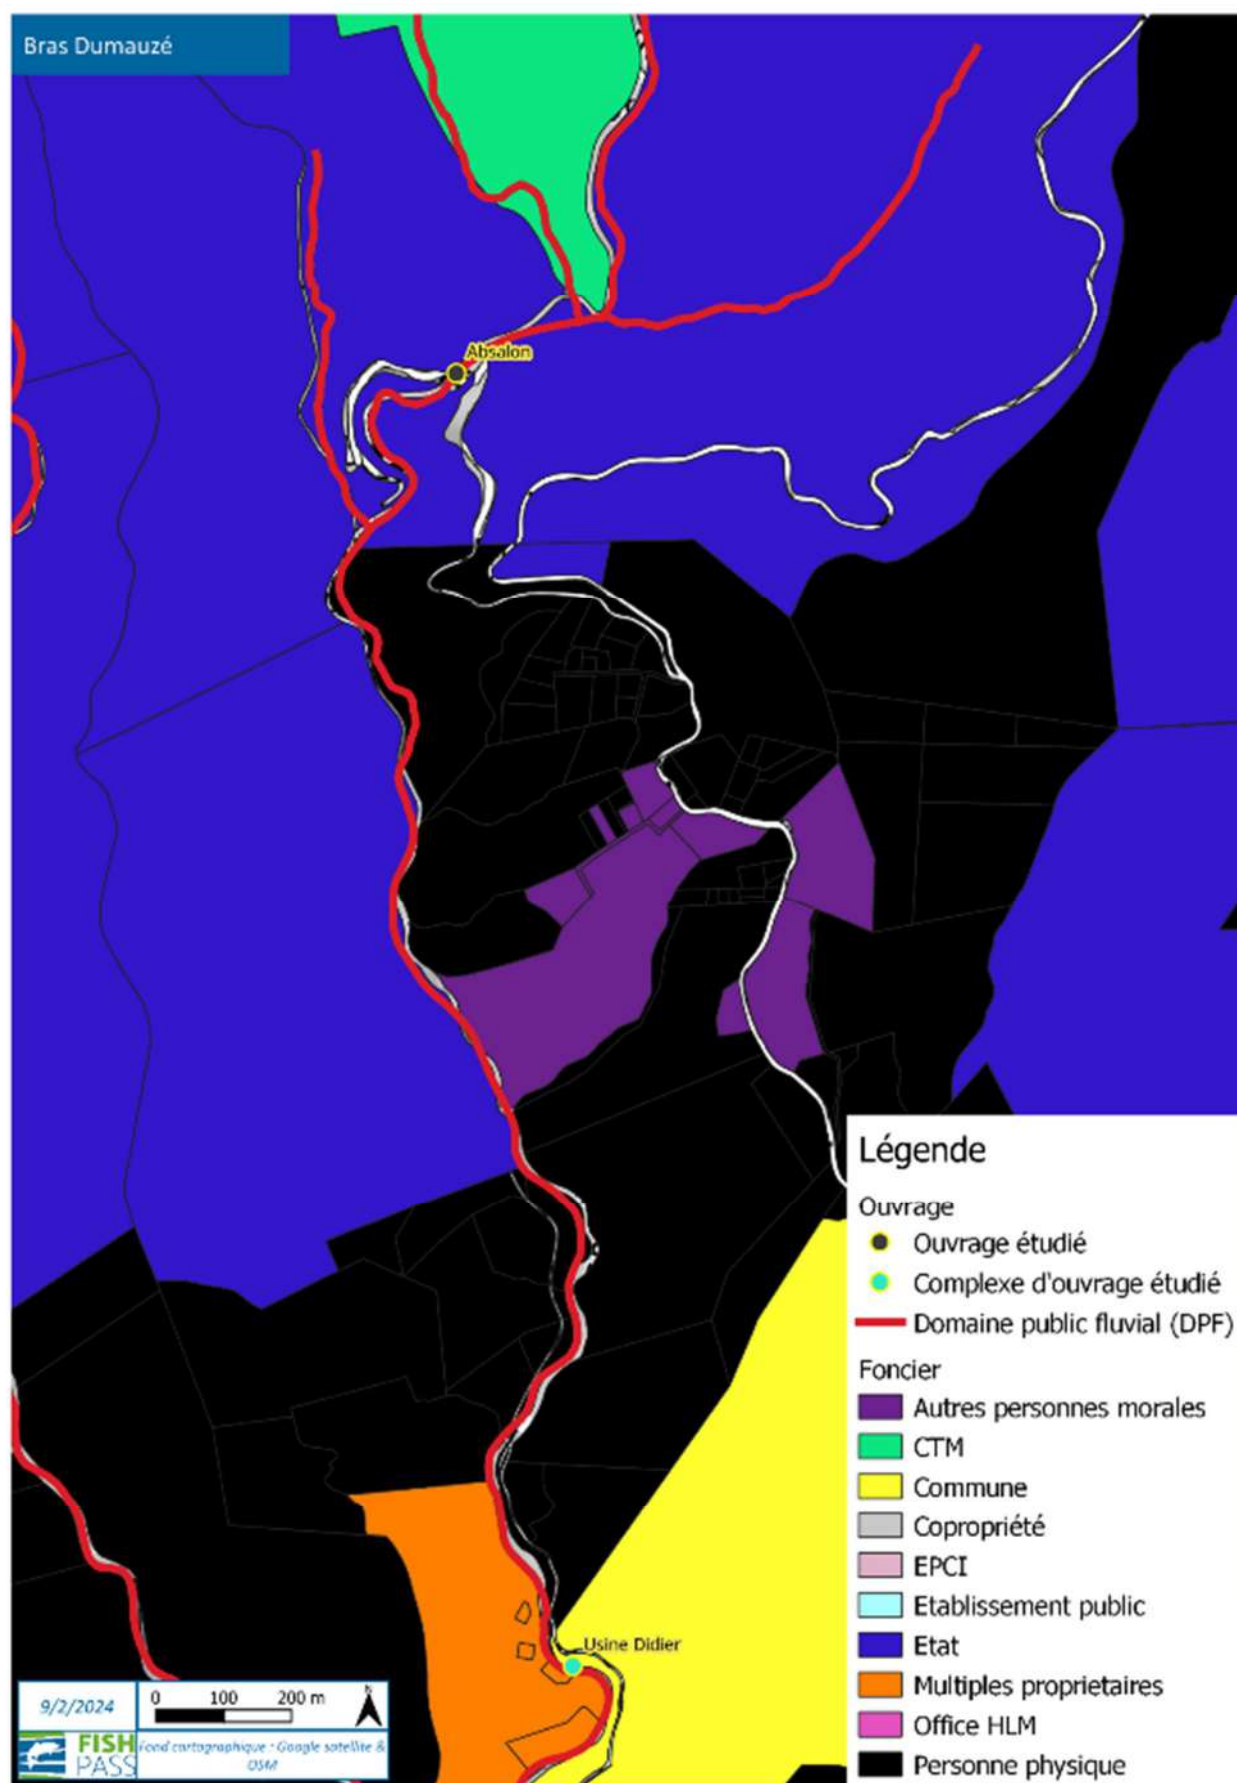 Bras Dumauzé
Absalon
Légende
Ouvrage
Ouvrage étudié
Complexe d'ouvrage étudié
Domaine public fluvial (DPF)
Foncier
Autres personnes morales
CTM
Commune
Copropriété
EPCI
Etablissement public
Etat
Multiples proprietaires
Office HLM
Personne physique
Usine Didier
9/2/2024
0 100 200 m
N
FISH
PASS
Fond cartographique : Google satellite &
OSM